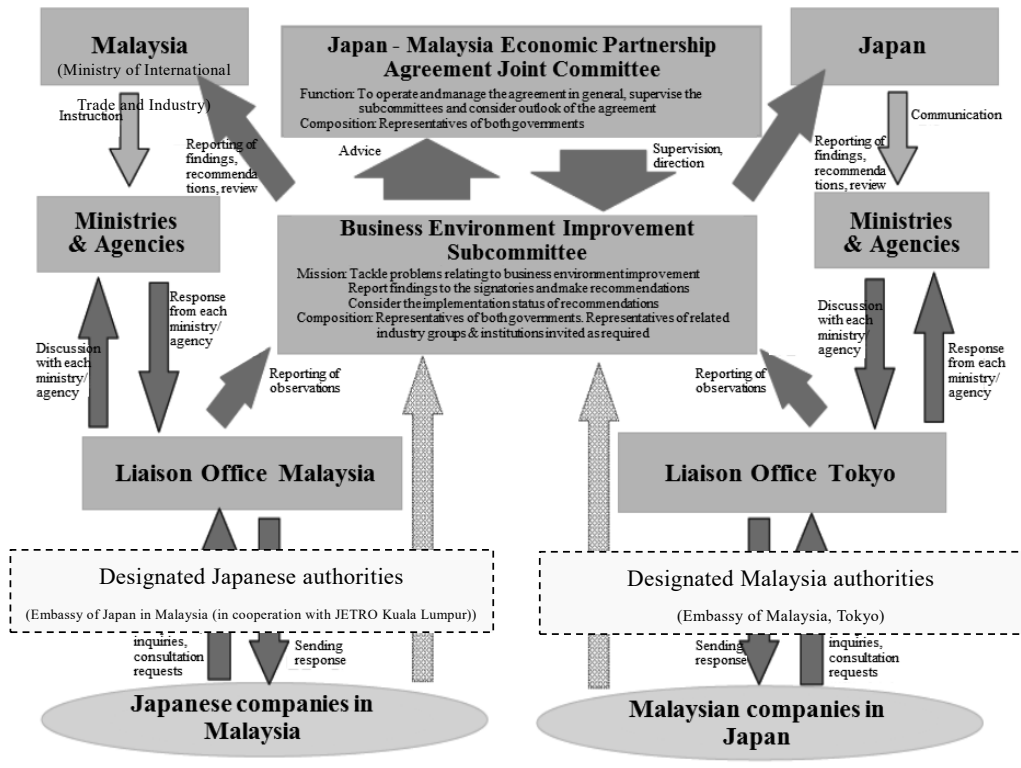 Malaysia
(Ministry of International
Trade and Industry)
Instruction
Japan - Malaysia Economic Partnership
Agreement Joint Committee
Function: To operate and manage the agreement in general, supervise the
subcommittees and consider outlook of the agreement
Composition: Representatives of both governments
Japan
Communication
Reporting of
findings,
recommenda
tions, review
Advice
Supervision,
direction
Reporting of
findings,
recommenda
tions, review
Ministries
& Agencies
Business Environment Improvement
Subcommittee
Mission: Tackle problems relating to business environment improvement
Report findings to the signatories and make recommendations
Consider the implementation status of recommendations
Composition: Representatives of both governments. Representatives of related
industry groups & institutions invited as required
Ministries
& Agencies
Response
from each
ministry/
agency
Discussion
with each
ministry/
agency
Reporting of
observations
Reporting of
observations
Discussion
with each
ministry/
agency
Response
from each
ministry/
agency
Liaison Office Malaysia
Liaison Office Tokyo
Designated Japanese authorities
(Embassy of Japan in Malaysia (in cooperation with JETRO Kuala Lumpur))
Designated Malaysia authorities
(Embassy of Malaysia, Tokyo)
inquiries,
consultation
requests
Sending
response
Sending
response
inquiries,
consultation
requests
Japanese companies in
Malaysia
Malaysian companies in
Japan